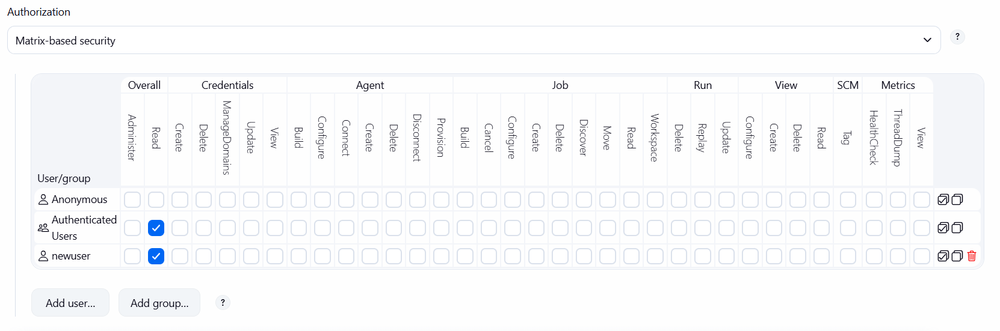 Authorization
Matrix-based security
?
Overall Credentials Agent Job Run View SCM Metrics
Administer Read Create Delete ManageDomains Update View Build Configure Connect Create Delete Disconnect Provision Build Cancel Configure Create Delete Discover Move Read Workspace Delete Replay Update Configure Create Delete Read Tag HealthCheck ThreadDump View
User/group
Anonymous
Authenticated
Users
newuser
Add user... Add group... ?